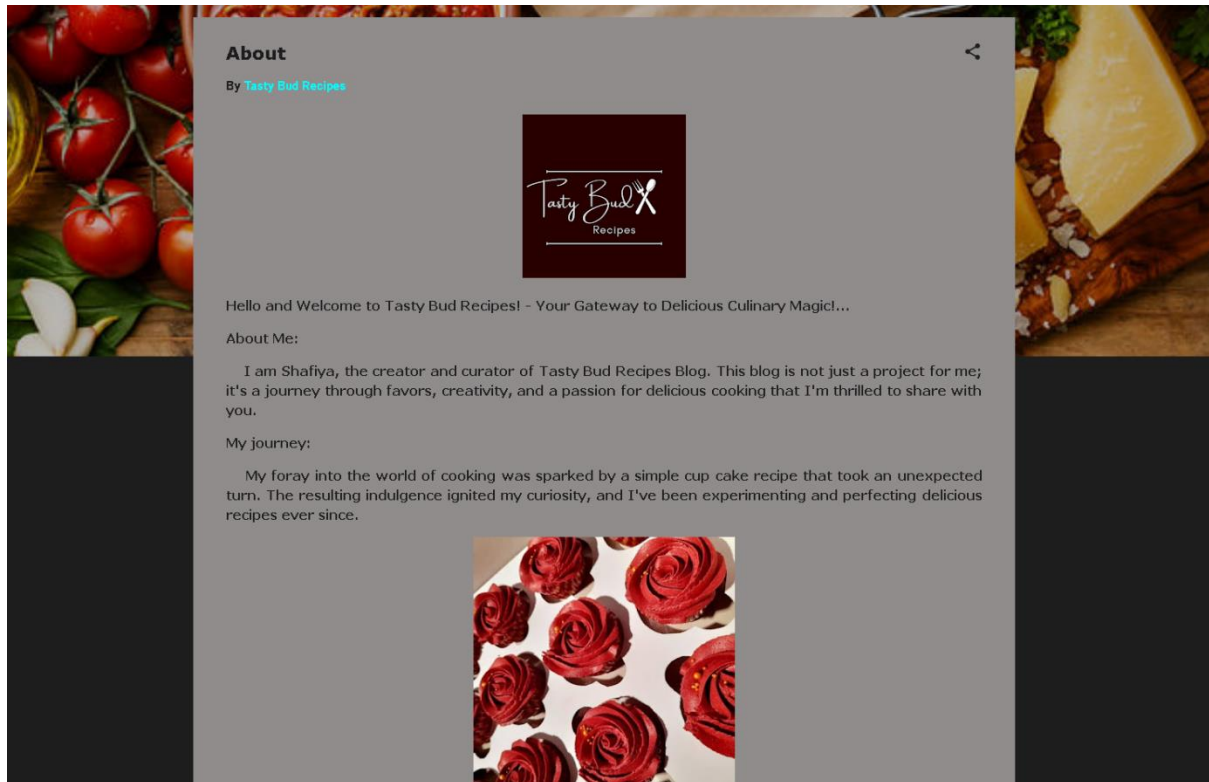 About
By Tasty Bud Recipes
Tasty Bud
Recipes
Hello and Welcome to Tasty Bud Recipes! - Your Gateway to Delicious Culinary Magic!...
About Me:
I am Shafiya, the creator and curator of Tasty Bud Recipes Blog. This blog is not just a project for me;
it's a journey through favors, creativity, and a passion for delicious cooking that I'm thrilled to share with
you.
My journey:
My foray into the world of cooking was sparked by a simple cup cake recipe that took an unexpected
turn. The resulting indulgence ignited my curiosity, and I've been experimenting and perfecting delicious
recipes ever since.